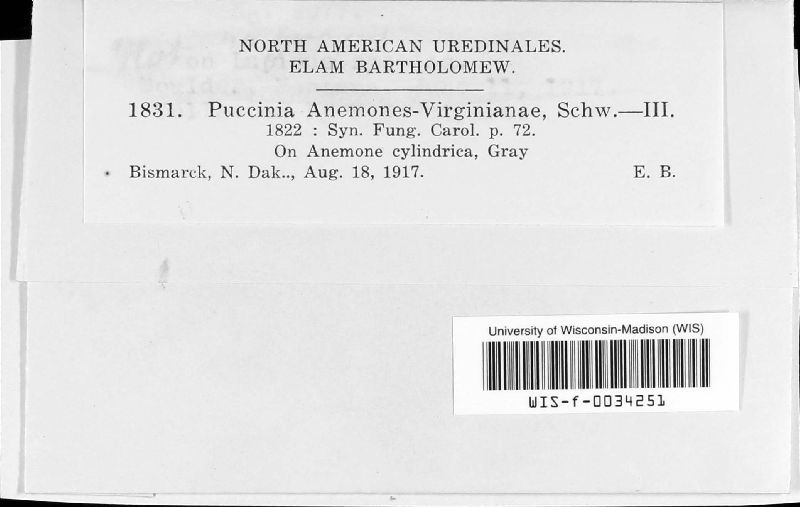 NORTH AMERICAN UREDINALES.
ELAM BARTHOLOMEW.
1831. Puccinia Anemones-Virginianae, Schw.—III.
1822 : Syn. Fung. Carol. p. 72.
On Anemone cylindrica, Gray
Bismarck, N. Dak.., Aug. 18, 1917. E. B.
University of Wisconsin-Madison (WIS)
WIS-f-0034251